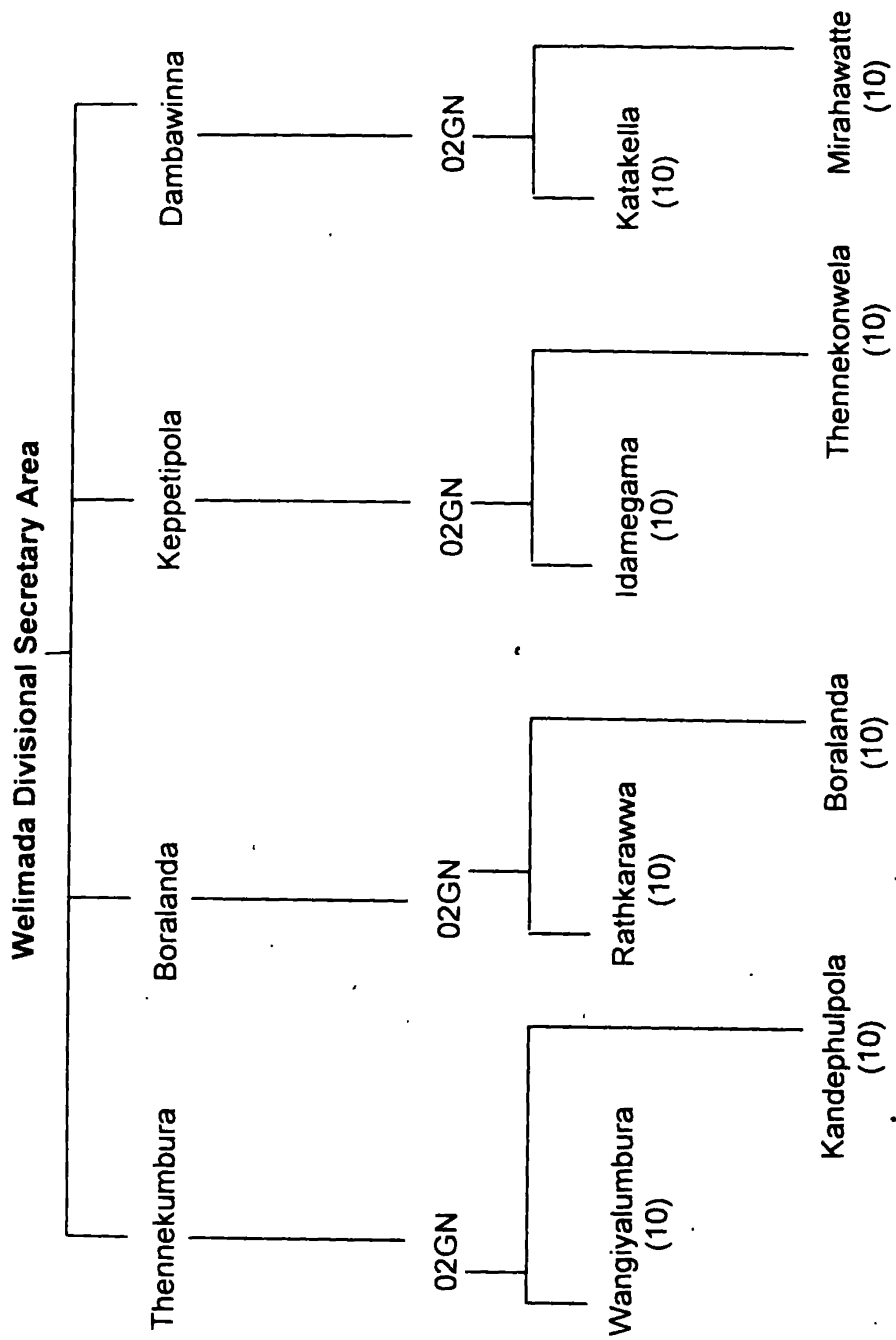 Welimada Divisional Secretary Area
Thennekumbura
Boralanda
Keppetipola
Dambawinna
02GN
02GN
02GN
02GN
Wangiyalumbura
(10)
Rathkarawwa
(10)
Idamegama
(10)
Katakella
(10)
Kandephulpola
(10)
Boralanda
(10)
Thennekonwela
(10)
Mirahawatte
(10)